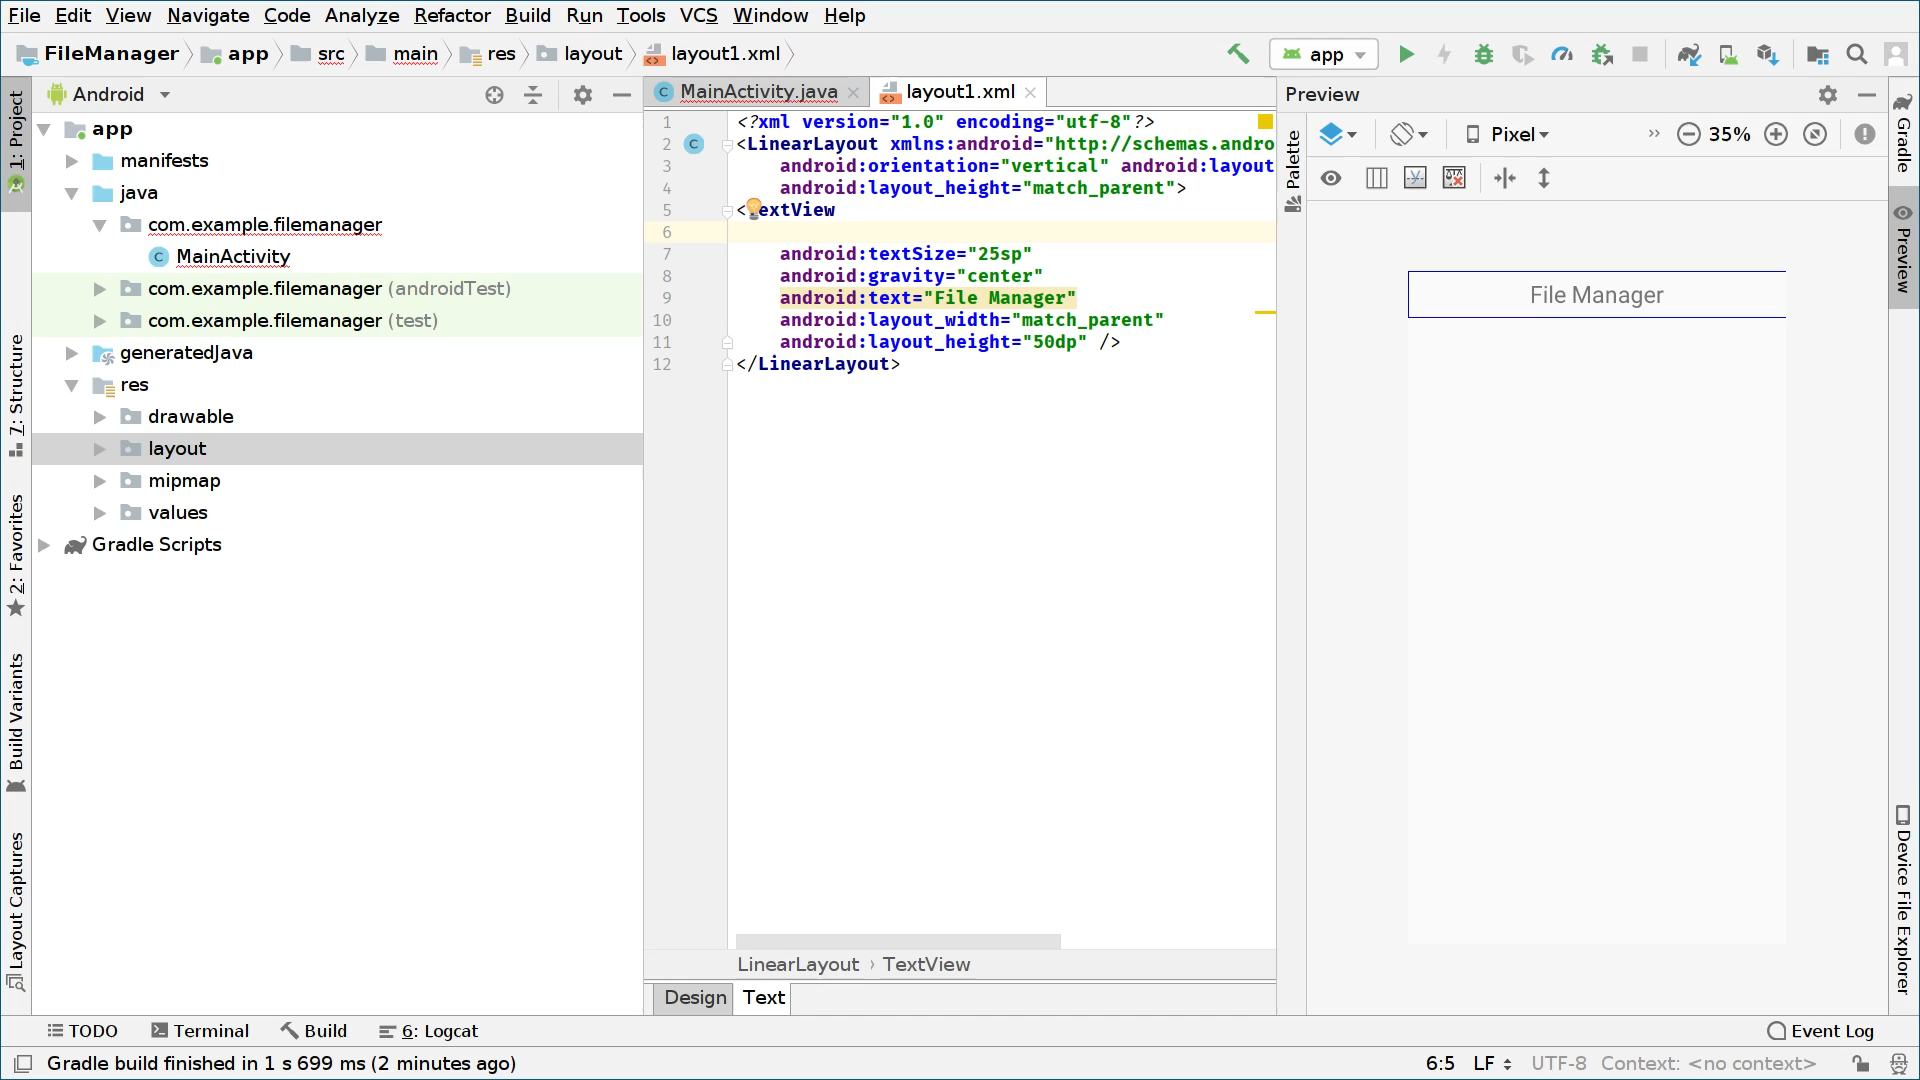 File Edit View Navigate Code Analyze Refactor Build Run Tools VCS Window Help
FileManager app src main res layout layout1.xml app
1: Project
7: Structure
2: Favorites
Build Variants
Layout Captures
Android
app
manifests
java
com.example.filemanager
MainActivity
com.example.filemanager (androidTest)
com.example.filemanager (test)
generatedJava
res
drawable
layout
mipmap
values
Gradle Scripts
MainActivity.java layout1.xml
1 <?xml version="1.0" encoding="utf-8"?>
2 <LinearLayout xmlns:android="http://schemas.andro
3 android:orientation="vertical" android:layout
4 android:layout_height="match_parent">
5 <TextView
6
7 android:textSize="25sp"
8 android:gravity="center"
9 android:text="File Manager"
10 android:layout_width="match_parent"
11 android:layout_height="50dp" />
12 </LinearLayout>
LinearLayout › TextView
Design Text
Preview
Palette
Pixel 35%
File Manager
Gradle
Preview
Device File Explorer
TODO Terminal Build 6: Logcat Event Log
Gradle build finished in 1 s 699 ms (2 minutes ago) 6:5 LF UTF-8 Context: <no context>